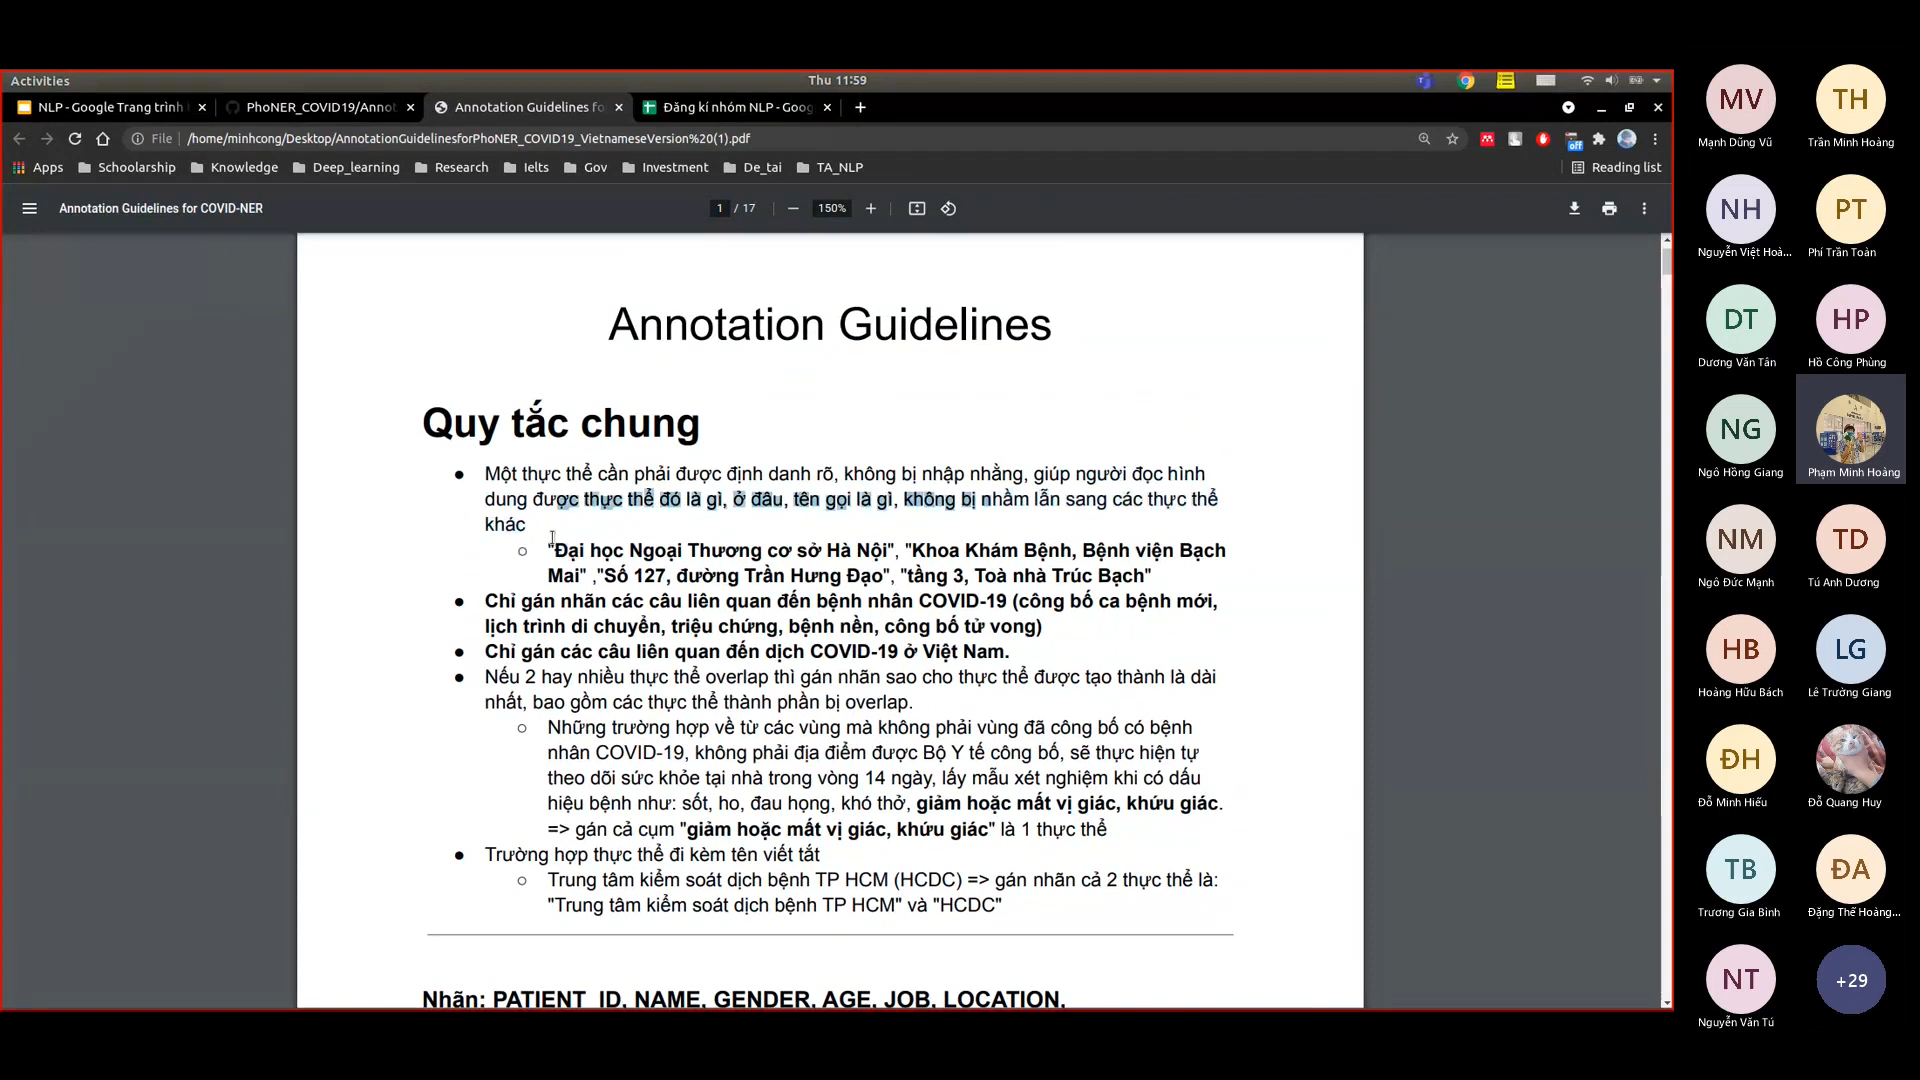 Activities
Thu 11:59
NLP - Google Trang trình
PhoNER_COVID19/Annot
Annotation Guidelines fo
Đăng kí nhóm NLP - Goog
File
/home/minhcong/Desktop/AnnotationGuidelinesforPhoNER_COVID19_VietnameseVersion%20(1).pdf
off
Apps
Schoolarship
Knowledge
Deep_learning
Research
Ielts
Gov
Investment
De_tai
TA_NLP
Reading list
Annotation Guidelines for COVID-NER
1 / 17
150%
Annotation Guidelines
Quy tắc chung
● Một thực thể cần phải được định danh rõ, không bị nhập nhằng, giúp người đọc hình
dung được thực thể đó là gì, ở đâu, tên gọi là gì, không bị nhầm lẫn sang các thực thể
khác
○ "Đại học Ngoại Thương cơ sở Hà Nội", "Khoa Khám Bệnh, Bệnh viện Bạch
Mai" ,"Số 127, đường Trần Hưng Đạo", "tầng 3, Toà nhà Trúc Bạch"
● Chỉ gán nhãn các câu liên quan đến bệnh nhân COVID-19 (công bố ca bệnh mới,
lịch trình di chuyển, triệu chứng, bệnh nền, công bố tử vong)
● Chỉ gán các câu liên quan đến dịch COVID-19 ở Việt Nam.
● Nếu 2 hay nhiều thực thể overlap thì gán nhãn sao cho thực thể được tạo thành là dài
nhất, bao gồm các thực thể thành phần bị overlap.
○ Những trường hợp về từ các vùng mà không phải vùng đã công bố có bệnh
nhân COVID-19, không phải địa điểm được Bộ Y tế công bố, sẽ thực hiện tự
theo dõi sức khỏe tại nhà trong vòng 14 ngày, lấy mẫu xét nghiệm khi có dấu
hiệu bệnh như: sốt, ho, đau họng, khó thở, giảm hoặc mất vị giác, khứu giác.
=> gán cả cụm "giảm hoặc mất vị giác, khứu giác" là 1 thực thể
● Trường hợp thực thể đi kèm tên viết tắt
○ Trung tâm kiểm soát dịch bệnh TP HCM (HCDC) => gán nhãn cả 2 thực thể là:
"Trung tâm kiểm soát dịch bệnh TP HCM" và "HCDC"
Nhãn: PATIENT_ID, NAME, GENDER, AGE, JOB, LOCATION,
MV
Mạnh Dũng Vũ
TH
Trần Minh Hoàng
NH
Nguyễn Việt Hoà...
PT
Phí Trần Toàn
DT
Dương Văn Tán
HP
Hồ Công Phùng
NG
Ngô Hồng Giang
Phạm Minh Hoàng
NM
Ngô Đức Mạnh
TD
Tú Anh Dương
HB
Hoàng Hữu Bách
LG
Lê Trường Giang
ĐH
Đỗ Minh Hiếu
Đỗ Quang Huy
TB
Trương Gia Bình
ĐA
Đặng Thế Hoàng...
NT
Nguyễn Văn Tú
+29